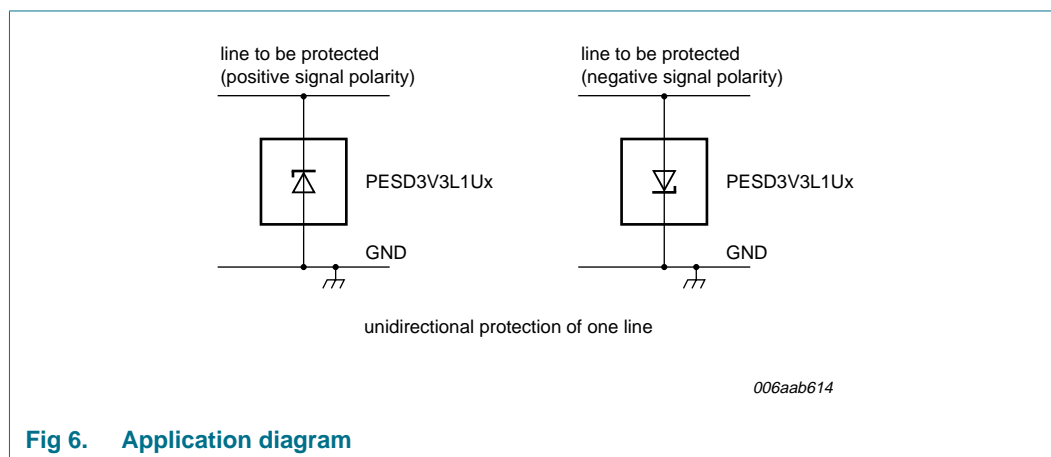 line to be protected
(positive signal polarity)
PESD3V3L1Ux
GND
line to be protected
(negative signal polarity)
PESD3V3L1Ux
GND
unidirectional protection of one line
006aab614
Fig 6. Application diagram